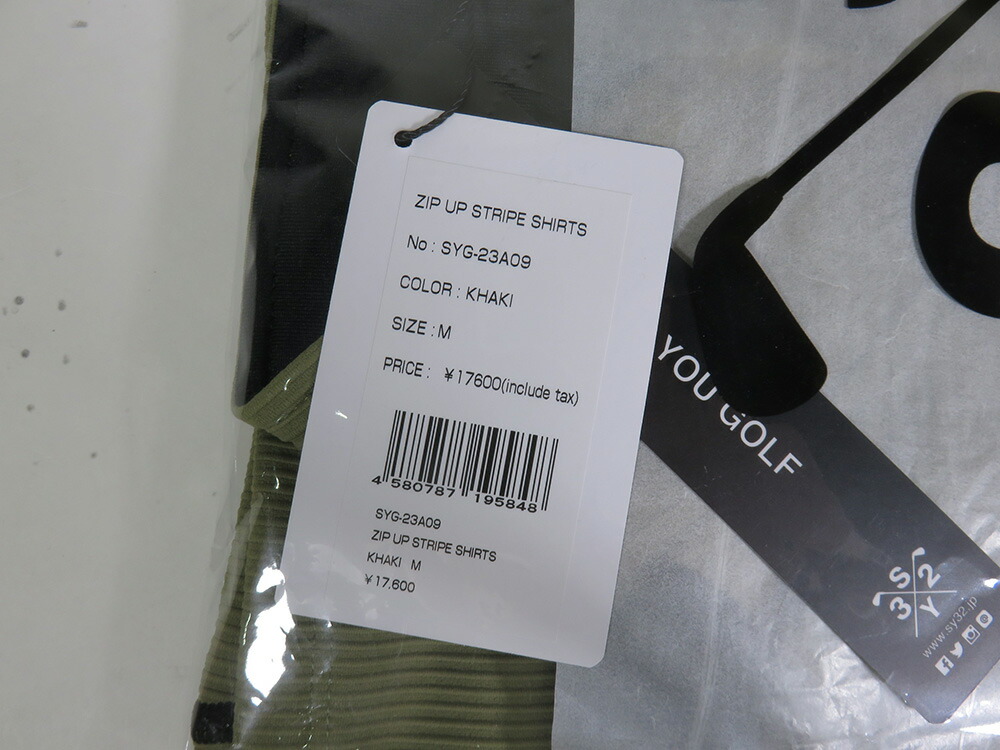 ZIP UP STRIPE SHIRTS
No : SYG-23A09
COLOR : KHAKI
SIZE : M
PRICE : ¥17600(include tax)
4 580787 195848
SYG-23A09
ZIP UP STRIPE SHIRTS
KHAKI M
¥17,600
YOU GOLF
S 2
3 Y
www.sy32.jp